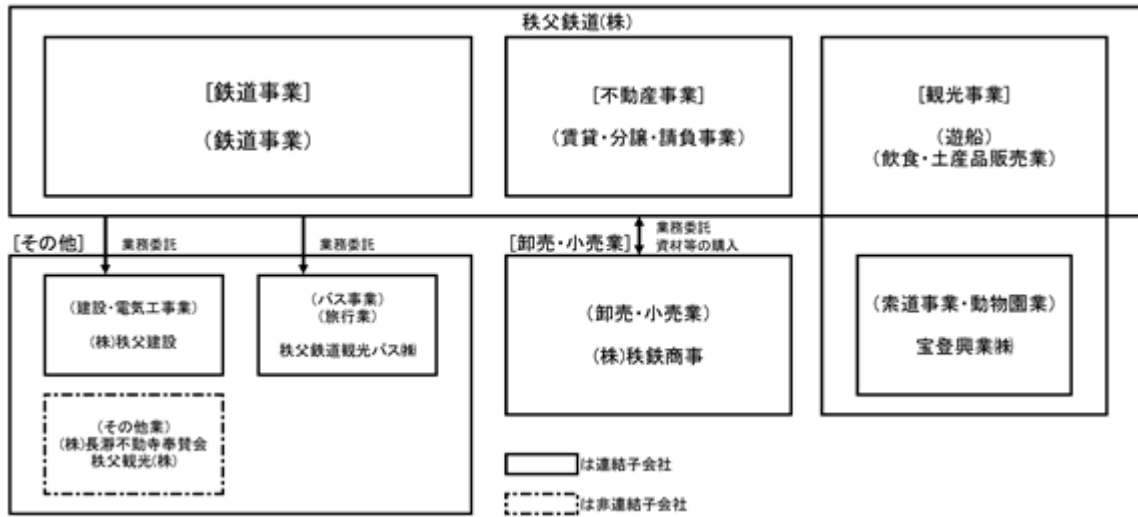 秩父鉄道(株)
[鉄道事業]
(鉄道事業)
[不動産事業]
(賃貸・分譲・請負事業)
[観光事業]
(遊船)
(飲食・土産品販売業)
[その他]
業務委託
業務委託
[卸売・小売業]
業務委託
資材等の購入
(建設・電気工事業)
(株)秩父建設
(バス事業)
(旅行業)
秩父鉄道観光バス㈱
(卸売・小売業)
(株)秩鉄商事
(索道事業・動物園業)
宝登興業㈱
(その他業)
(株)長瀞不動寺奉賛会
秩父観光(株)
は連結子会社
は非連結子会社